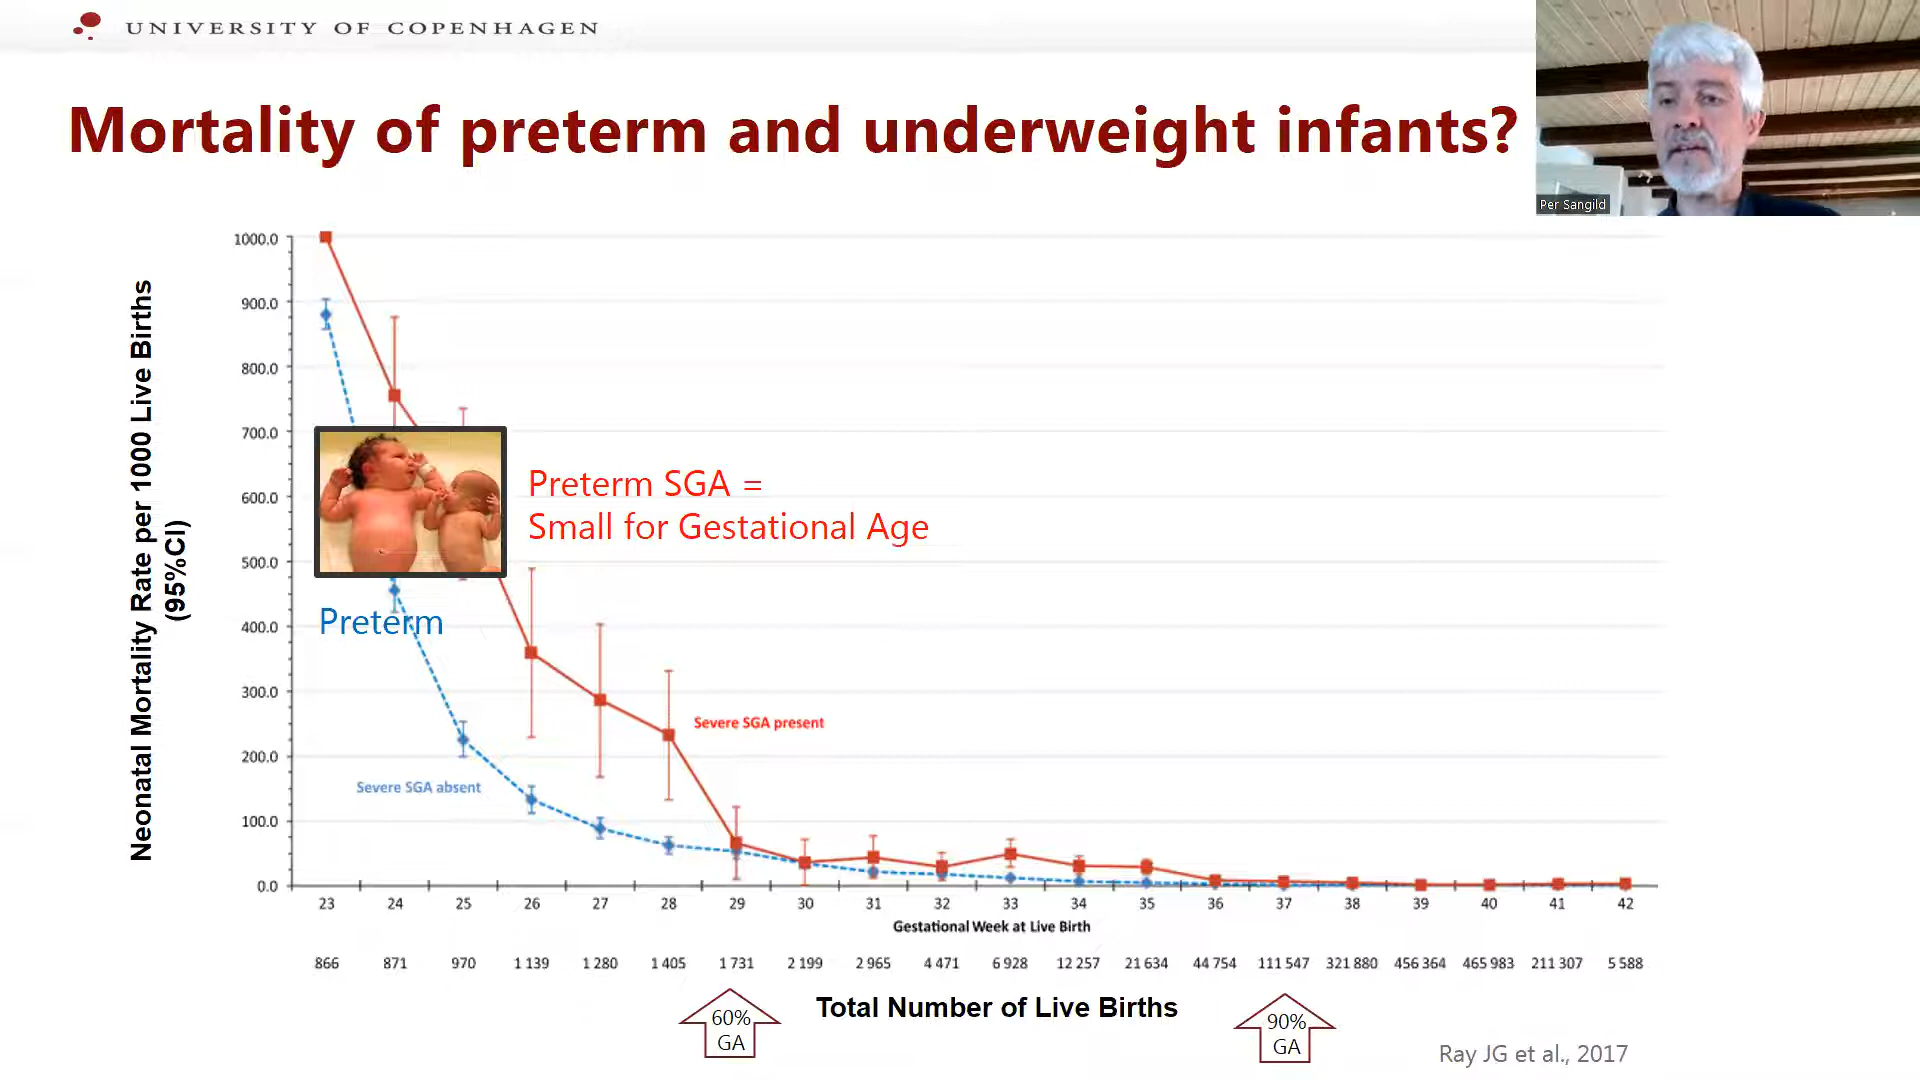 UNIVERSITY OF COPENHAGEN
Mortality of preterm and underweight infants?
Per Sangild
Neonatal Mortality Rate per 1000 Live Births
(95%CI)
1000.0
900.0
800.0
700.0
600.0
500.0
400.0
300.0
200.0
100.0
0.0
Preterm SGA =
Small for Gestational Age
Preterm
Severe SGA present
Severe SGA absent
23 24 25 26 27 28 29 30 31 32 33 34 35 36 37 38 39 40 41 42
Gestational Week at Live Birth
866 871 970 1 139 1 280 1 405 1 731 2 199 2 965 4 471 6 928 12 257 21 634 44 754 111 547 321 880 456 364 465 983 211 307 5 588
Total Number of Live Births
60%
GA
90%
GA
Ray JG et al., 2017